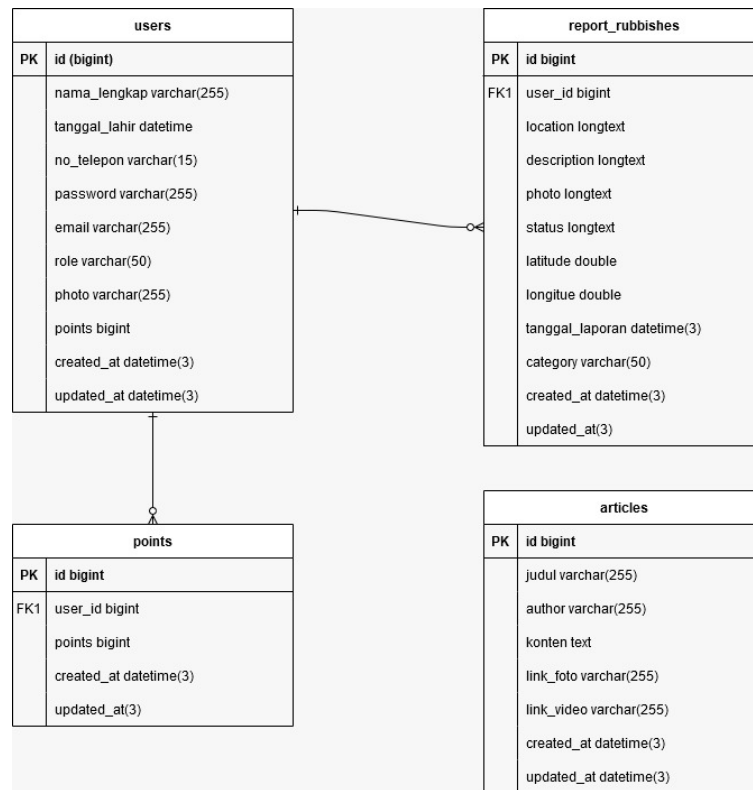 users
PK id (bigint)
nama_lengkap varchar(255)
tanggal_lahir datetime
no_telepon varchar(15)
password varchar(255)
email varchar(255)
role varchar(50)
photo varchar(255)
points bigint
created_at datetime(3)
updated_at datetime(3)
report_rubbishes
PK id bigint
FK1 user_id bigint
location longtext
description longtext
photo longtext
status longtext
latitude double
longitue double
tanggal_laporan datetime(3)
category varchar(50)
created_at datetime(3)
updated_at(3)
points
PK id bigint
FK1 user_id bigint
points bigint
created_at datetime(3)
updated_at(3)
articles
PK id bigint
judul varchar(255)
author varchar(255)
konten text
link_foto varchar(255)
link_video varchar(255)
created_at datetime(3)
updated_at datetime(3)